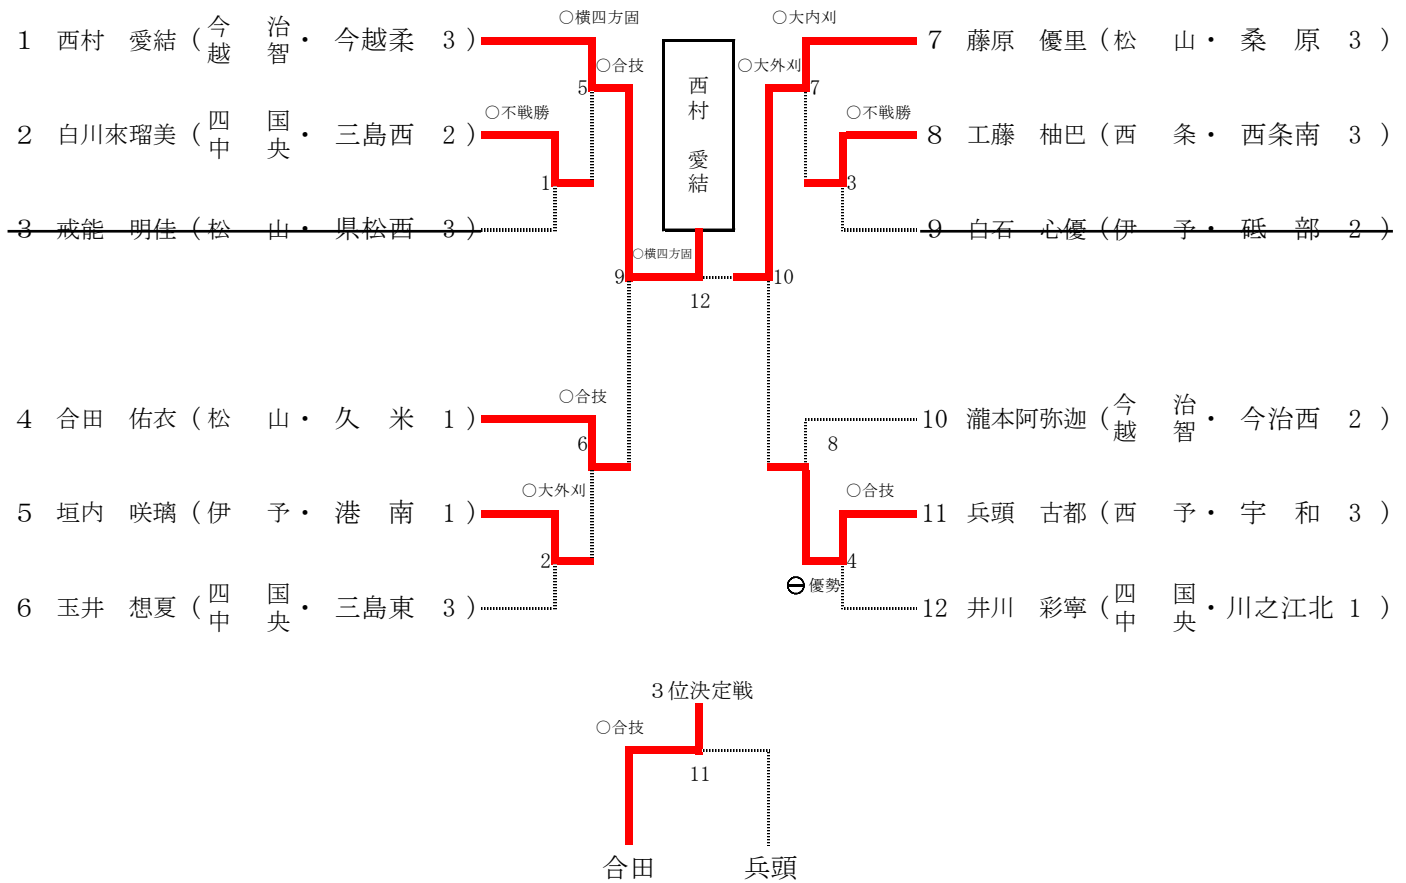 ○横四方固
○大内刈
1 西村 愛結（今治越智・今越柔 3）
7 藤原 優里（松 山・桑 原 3）
○合技
○大外刈
西村 愛結
5
7
○不戦勝
○不戦勝
2 白川來瑠美（四国中央・三島西 2）
8 工藤 柚巴（西 条・西条南 3）
1
3
3 戒能 明佳（松 山・県松西 3）
9 白石 心優（伊 予・砥 部 2）
○横四方固
9
10
12
○合技
4 合田 佑衣（松 山・久 米 1）
10 瀧本阿弥迦（今治越智・今治西 2）
6
8
○大外刈
○合技
5 垣内 咲璃（伊 予・港 南 1）
11 兵頭 古都（西 予・宇 和 3）
2
4
優勢
6 玉井 想夏（四国中央・三島東 3）
12 井川 彩寧（四国中央・川之江北 1）
３位決定戦
○合技
11
合田
兵頭